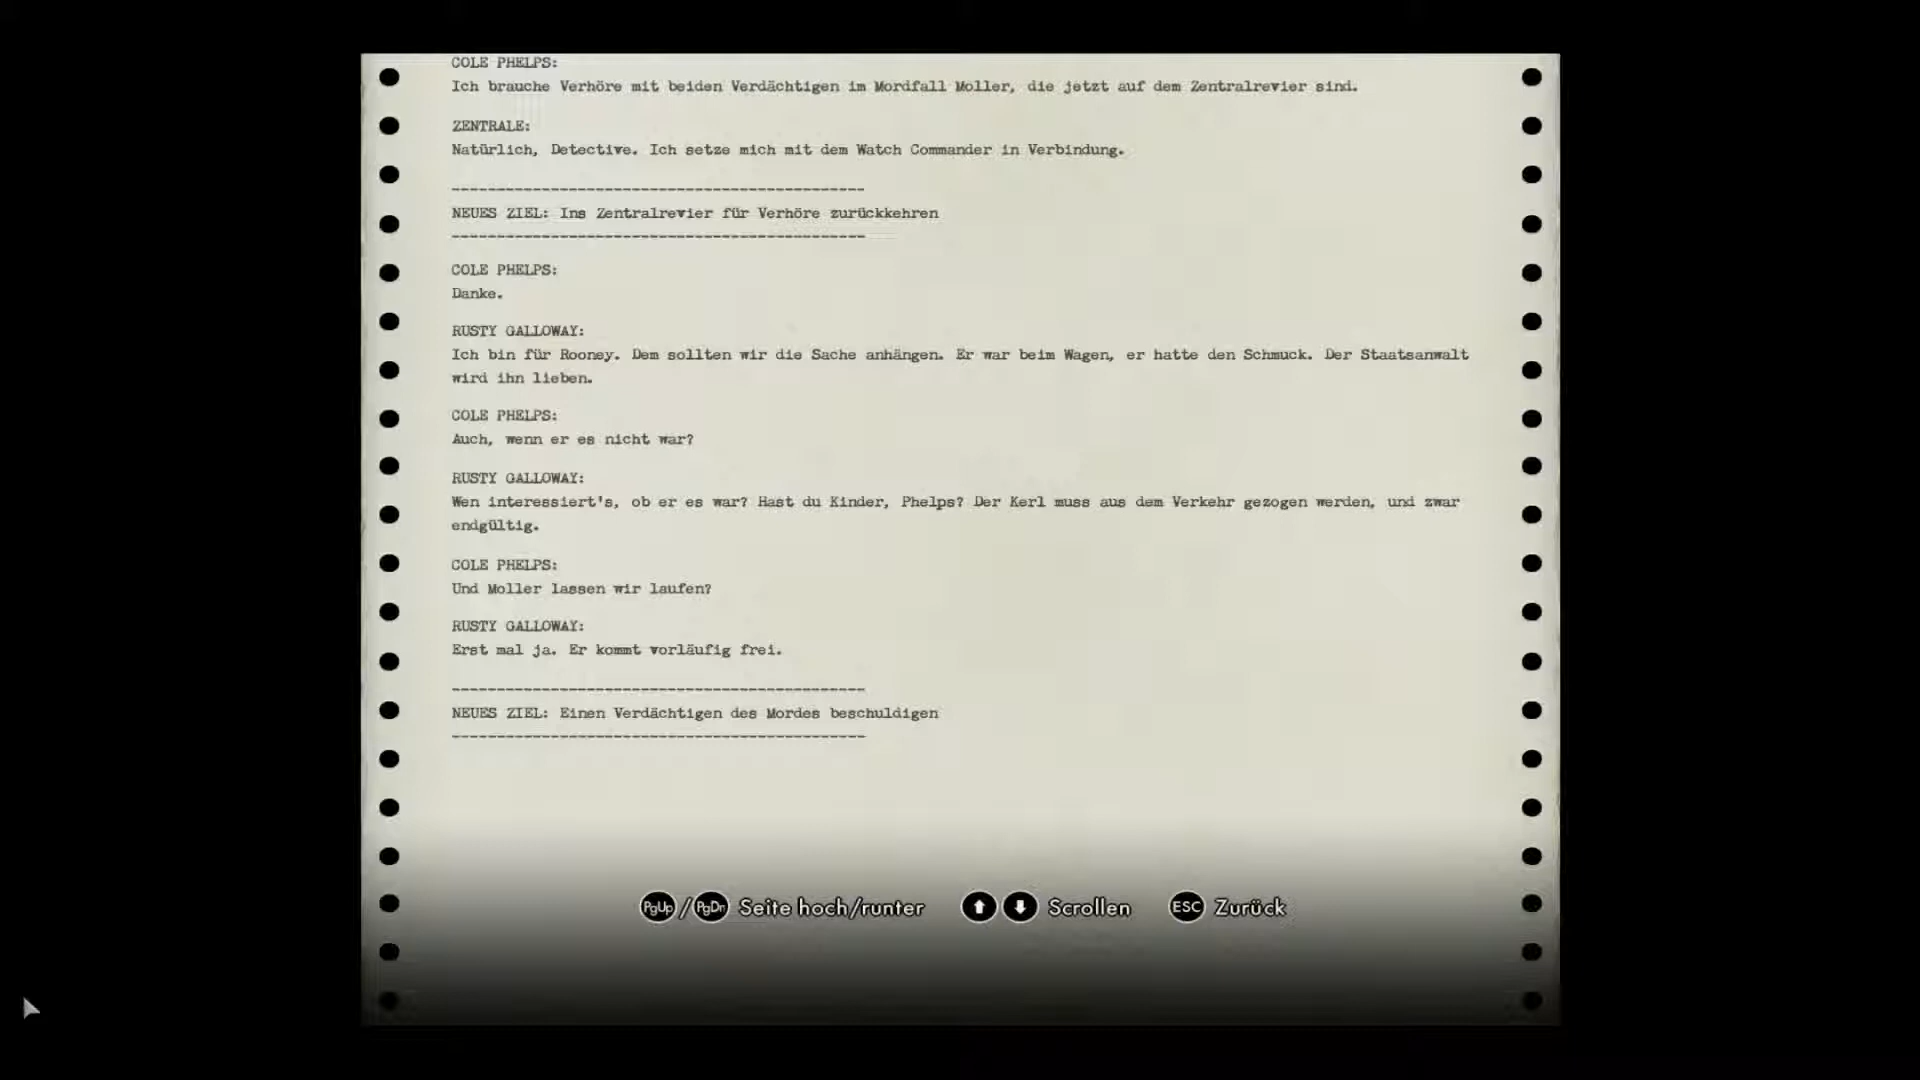 COLE PHELPS:
Ich brauche Verhöre mit beiden Verdächtigen im Mordfall Moller, die jetzt auf dem Zentralrevier sind.
ZENTRALE:
Natürlich, Detective. Ich setze mich mit dem Watch Commander in Verbindung.
----------------------------------------------
NEUES ZIEL: Ins Zentralrevier für Verhöre zurückkehren
----------------------------------------------
COLE PHELPS:
Danke.
RUSTY GALLOWAY:
Ich bin für Rooney. Dem sollten wir die Sache anhängen. Er war beim Wagen, er hatte den Schmuck. Der Staatsanwalt
wird ihn lieben.
COLE PHELPS:
Auch, wenn er es nicht war?
RUSTY GALLOWAY:
Wen interessiert's, ob er es war? Hast du Kinder, Phelps? Der Kerl muss aus dem Verkehr gezogen werden, und zwar
endgültig.
COLE PHELPS:
Und Moller lassen wir laufen?
RUSTY GALLOWAY:
Erst mal ja. Er kommt vorläufig frei.
----------------------------------------------
NEUES ZIEL: Einen Verdächtigen des Mordes beschuldigen
----------------------------------------------
PgUp/PgDn Seite hoch/runter ⬆ ⬇ Scrollen ESC Zurück